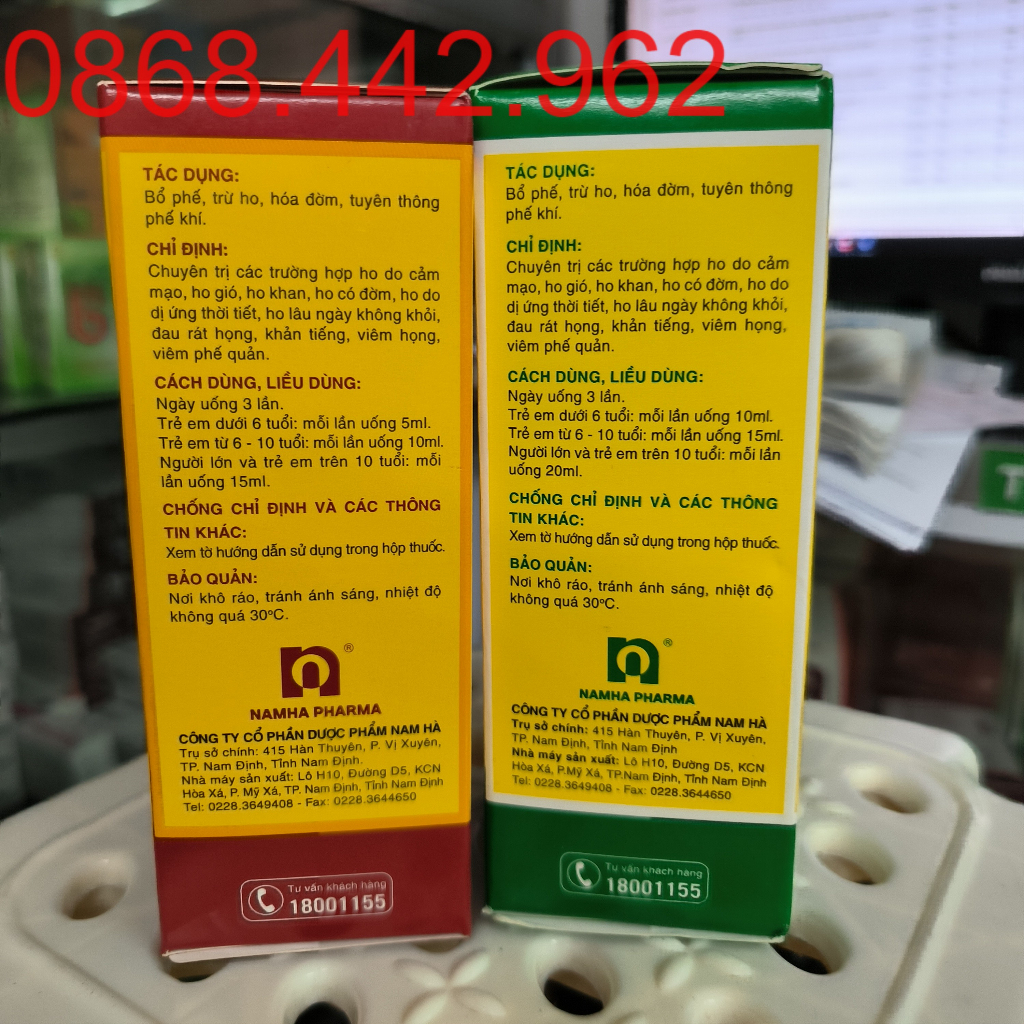 0868.442.962
TÁC DỤNG:
Bổ phế, trừ ho, hóa đờm, tuyên thông
phế khí.
CHỈ ĐỊNH:
Chuyên trị các trường hợp ho do cảm
mạo, ho gió, ho khan, ho có đờm, ho do
dị ứng thời tiết, ho lâu ngày không khỏi,
đau rát họng, khản tiếng, viêm họng,
viêm phế quản.
CÁCH DÙNG, LIỀU DÙNG:
Ngày uống 3 lần.
Trẻ em dưới 6 tuổi: mỗi lần uống 5ml.
Trẻ em từ 6 - 10 tuổi: mỗi lần uống 10ml.
Người lớn và trẻ em trên 10 tuổi: mỗi
lần uống 15ml.
CHỐNG CHỈ ĐỊNH VÀ CÁC THÔNG
TIN KHÁC:
Xem tờ hướng dẫn sử dụng trong hộp thuốc.
BẢO QUẢN:
Nơi khô ráo, tránh ánh sáng, nhiệt độ
không quá 30ºC.
n ®
NAMHA PHARMA
CÔNG TY CỔ PHẦN DƯỢC PHẨM NAM HÀ
Trụ sở chính: 415 Hàn Thuyên, P. Vị Xuyên,
TP. Nam Định, Tỉnh Nam Định.
Nhà máy sản xuất: Lô H10, Đường D5, KCN
Hòa Xá, P. Mỹ Xá, TP. Nam Định, Tỉnh Nam Định
Tel: 0228.3649408 - Fax: 0228.3644650
Tư vấn khách hàng
18001155
TÁC DỤNG:
Bổ phế, trừ ho, hóa đờm, tuyên thông
phế khí.
CHỈ ĐỊNH:
Chuyên trị các trường hợp ho do cảm
mạo, ho gió, ho khan, ho có đờm, ho do
dị ứng thời tiết, ho lâu ngày không khỏi,
đau rát họng, khản tiếng, viêm họng,
viêm phế quản.
CÁCH DÙNG, LIỀU DÙNG:
Ngày uống 3 lần.
Trẻ em dưới 6 tuổi: mỗi lần uống 10ml.
Trẻ em từ 6 - 10 tuổi: mỗi lần uống 15ml.
Người lớn và trẻ em trên 10 tuổi: mỗi lần
uống 20ml.
CHỐNG CHỈ ĐỊNH VÀ CÁC THÔNG
TIN KHÁC:
Xem tờ hướng dẫn sử dụng trong hộp thuốc.
BẢO QUẢN:
Nơi khô ráo, tránh ánh sáng, nhiệt độ
không quá 30ºC.
n ®
NAMHA PHARMA
CÔNG TY CỔ PHẦN DƯỢC PHẨM NAM HÀ
Trụ sở chính: 415 Hàn Thuyên, P. Vị Xuyên,
TP. Nam Định, Tỉnh Nam Định
Nhà máy sản xuất: Lô H10, Đường D5, KCN
Hòa Xá, P.Mỹ Xá, TP.Nam Định, Tỉnh Nam Định
Tel: 0228.3649408 - Fax: 0228.3644650
Tư vấn khách hàng
18001155